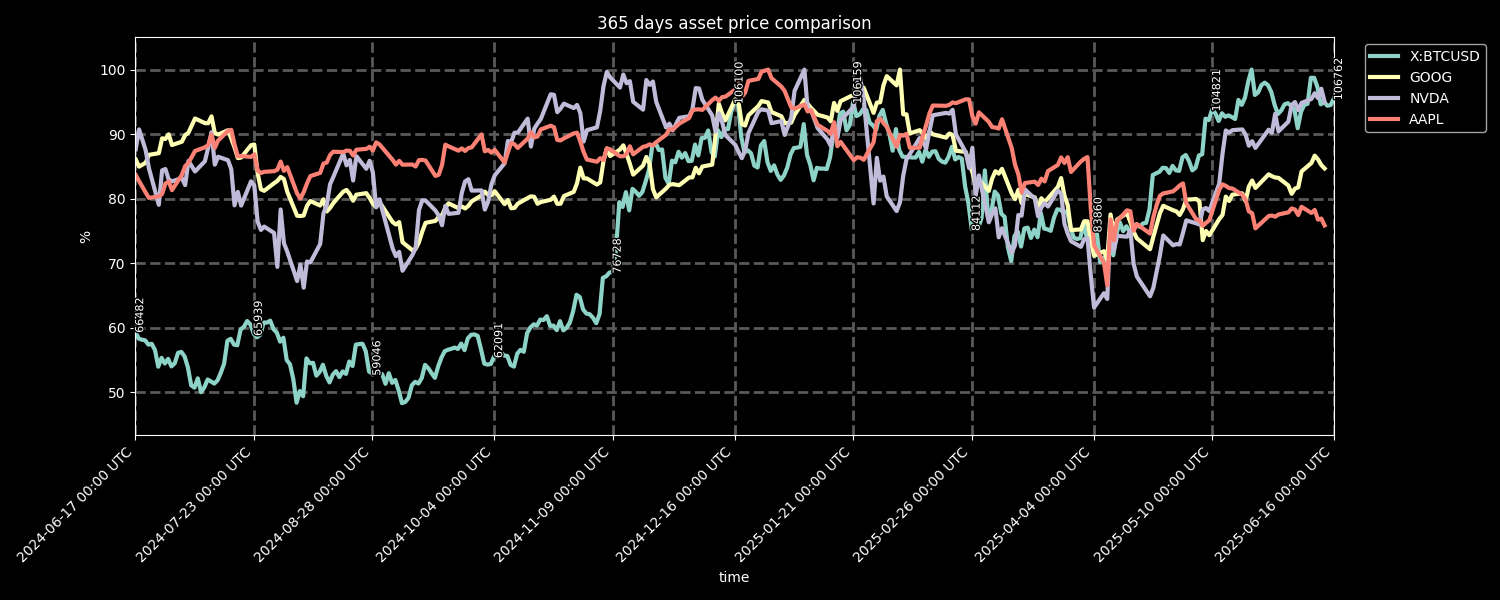 365 days asset price comparison
X:BTCUSD
GOOG
NVDA
AAPL
%
100
90
80
70
60
50
66482
65939
59046
62091
76728
106100
106159
84112
83860
104821
106762
2024-06-17 00:00 UTC
2024-07-23 00:00 UTC
2024-08-28 00:00 UTC
2024-10-04 00:00 UTC
2024-11-09 00:00 UTC
2024-12-16 00:00 UTC
2025-01-21 00:00 UTC
2025-02-26 00:00 UTC
2025-04-04 00:00 UTC
2025-05-10 00:00 UTC
2025-06-16 00:00 UTC
time